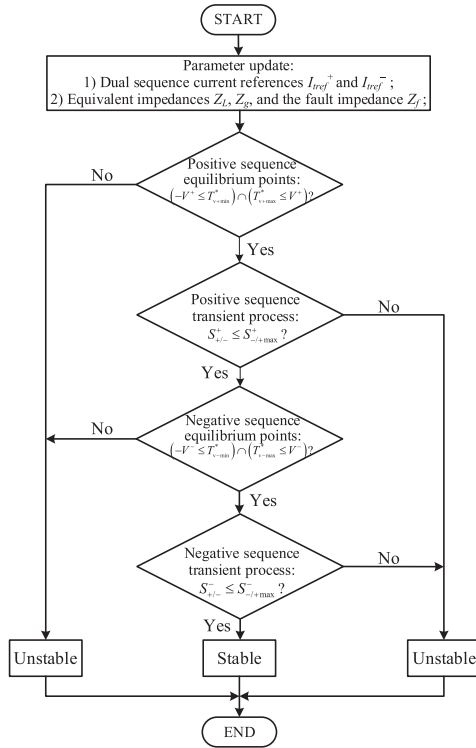 START
Parameter update:
1) Dual sequence current references Itref⁺ and Itref⁻ ;
2) Equivalent impedances ZL, Zg, and the fault impedance Zf;
Positive sequence
equilibrium points:
(−V⁺ ≤ T*v+min) ∩ (T*v+max ≤ V⁺)?
No
Yes
Positive sequence
transient process:
S⁺+/− ≤ S⁺−/+max ?
No
Yes
Negative sequence
equilibrium points:
(−V⁻ ≤ T*v−min) ∩ (T*v−max ≤ V⁻)?
No
Yes
Negative sequence
transient process:
S⁻+/− ≤ S⁻−/+max ?
No
Yes
Unstable
Stable
Unstable
END